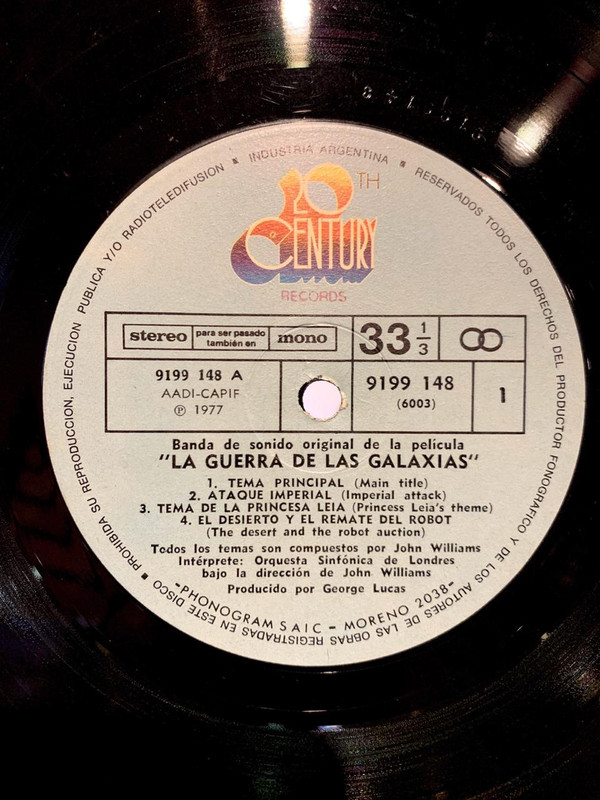 20TH
CENTURY
RECORDS
stereo
para ser pasado
también en
mono
33 1/3
9199 148 A
AADI-CAPIF
℗ 1977
9199 148
(6003)
1
Banda de sonido original de la película
"LA GUERRA DE LAS GALAXIAS"
1. TEMA PRINCIPAL (Main title)
2. ATAQUE IMPERIAL (Imperial attack)
3. TEMA DE LA PRINCESA LEIA (Princess Leia's theme)
4. EL DESIERTO Y EL REMATE DEL ROBOT
(The desert and the robot auction)
Todos los temas son compuestos por John Williams
Intérprete: Orquesta Sinfónica de Londres
bajo la dirección de John Williams
Producido por George Lucas
-PHONOGRAM SAIC - MORENO 2038-
INDUSTRIA ARGENTINA ▪ RESERVADOS TODOS LOS DERECHOS DEL PRODUCTOR FONOGRAFICO Y DE LOS AUTORES DE LAS OBRAS REGISTRADAS EN ESTE DISCO ▪ PROHIBIDA SU REPRODUCCION, EJECUCION PUBLICA Y/O RADIOTELEDIFUSION ▪